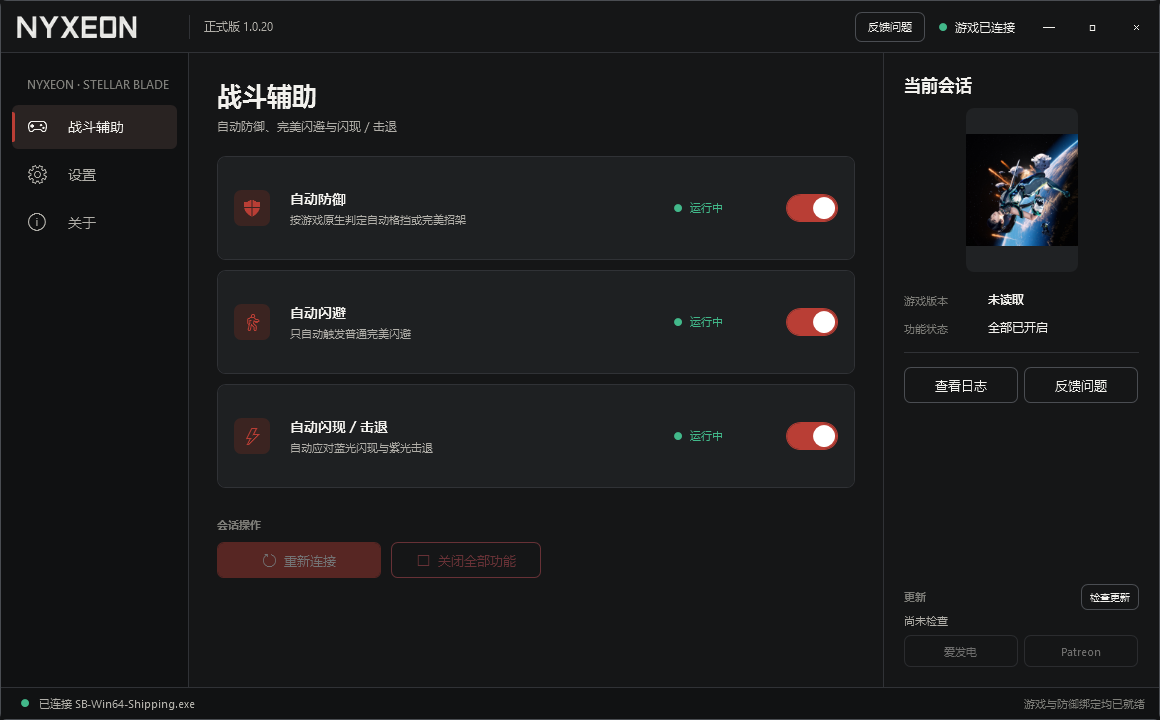 NYXEON
正式版 1.0.20
反馈问题
游戏已连接
NYXEON · STELLAR BLADE
战斗辅助
设置
关于
战斗辅助
自动防御、完美闪避与闪现 / 击退
自动防御
按游戏原生判定自动格挡或完美招架
运行中
自动闪避
只自动触发普通完美闪避
运行中
自动闪现 / 击退
自动应对蓝光闪现与紫光击退
运行中
会话操作
重新连接
关闭全部功能
当前会话
游戏版本
未读取
功能状态
全部已开启
查看日志
反馈问题
更新
检查更新
尚未检查
爱发电
Patreon
已连接 SB-Win64-Shipping.exe
游戏与防御绑定均已就绪